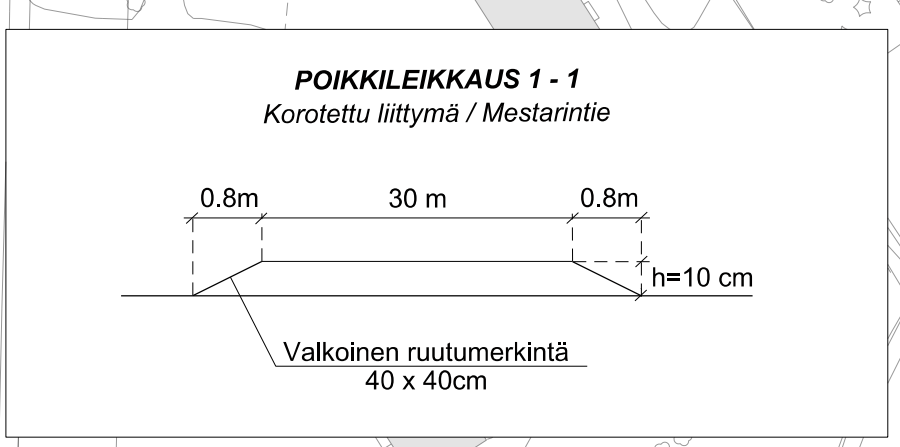 POIKKILEIKKAUS 1 - 1
Korotettu liittymä / Mestarintie
0.8m 30 m 0.8m
h=10 cm
Valkoinen ruutumerkintä
40 x 40cm